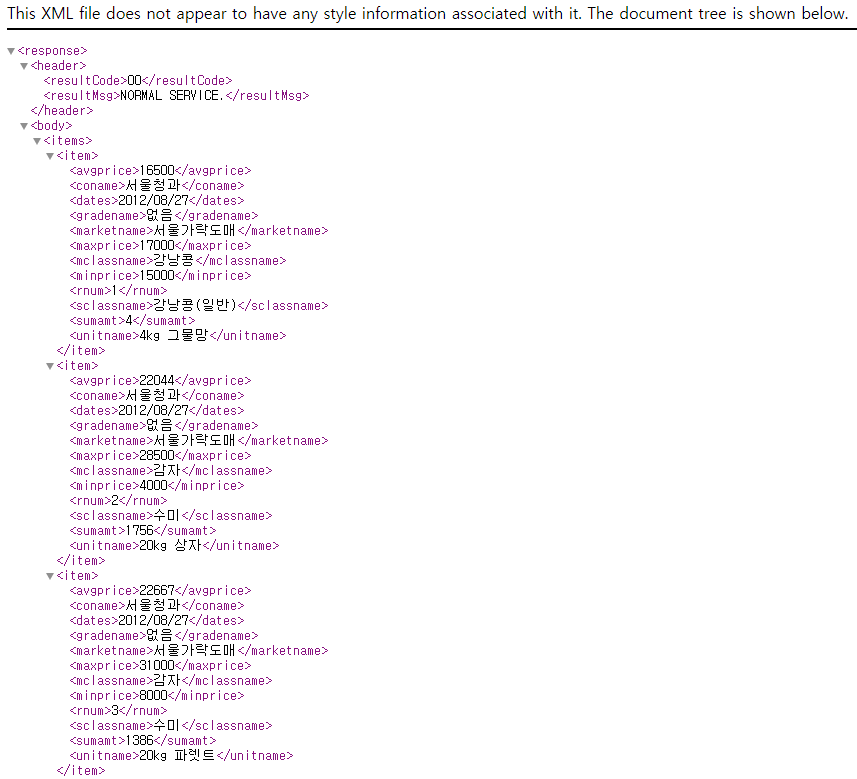 This XML file does not appear to have any style information associated with it. The document tree is shown below.
▼<response>
▼<header>
<resultCode>00</resultCode>
<resultMsg>NORMAL SERVICE.</resultMsg>
</header>
▼<body>
▼<items>
▼<item>
<avgprice>16500</avgprice>
<coname>서울청과</coname>
<dates>2012/08/27</dates>
<gradename>없음</gradename>
<marketname>서울가락도매</marketname>
<maxprice>17000</maxprice>
<mclassname>강낭콩</mclassname>
<minprice>15000</minprice>
<rnum>1</rnum>
<sclassname>강낭콩(일반)</sclassname>
<sumamt>4</sumamt>
<unitname>4kg 그물망</unitname>
</item>
▼<item>
<avgprice>22044</avgprice>
<coname>서울청과</coname>
<dates>2012/08/27</dates>
<gradename>없음</gradename>
<marketname>서울가락도매</marketname>
<maxprice>28500</maxprice>
<mclassname>감자</mclassname>
<minprice>4000</minprice>
<rnum>2</rnum>
<sclassname>수미</sclassname>
<sumamt>1756</sumamt>
<unitname>20kg 상자</unitname>
</item>
▼<item>
<avgprice>22667</avgprice>
<coname>서울청과</coname>
<dates>2012/08/27</dates>
<gradename>없음</gradename>
<marketname>서울가락도매</marketname>
<maxprice>31000</maxprice>
<mclassname>감자</mclassname>
<minprice>8000</minprice>
<rnum>3</rnum>
<sclassname>수미</sclassname>
<sumamt>1386</sumamt>
<unitname>20kg 파렛트</unitname>
</item>